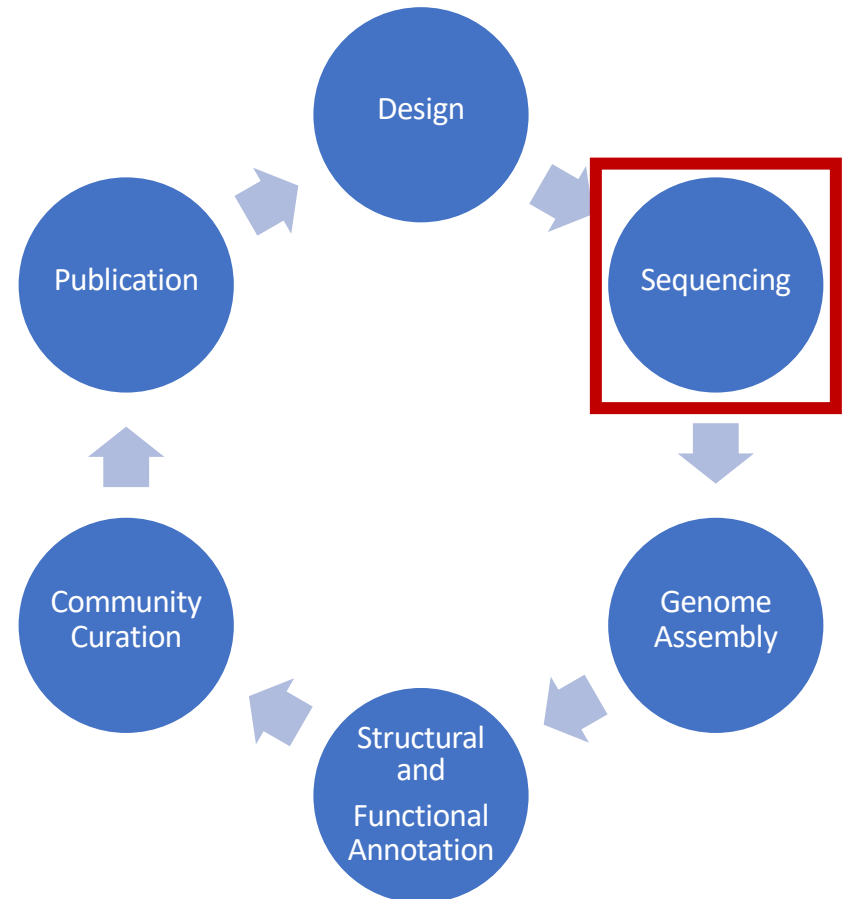 Design
Sequencing
Genome
Assembly
Structural
and
Functional
Annotation
Community
Curation
Publication